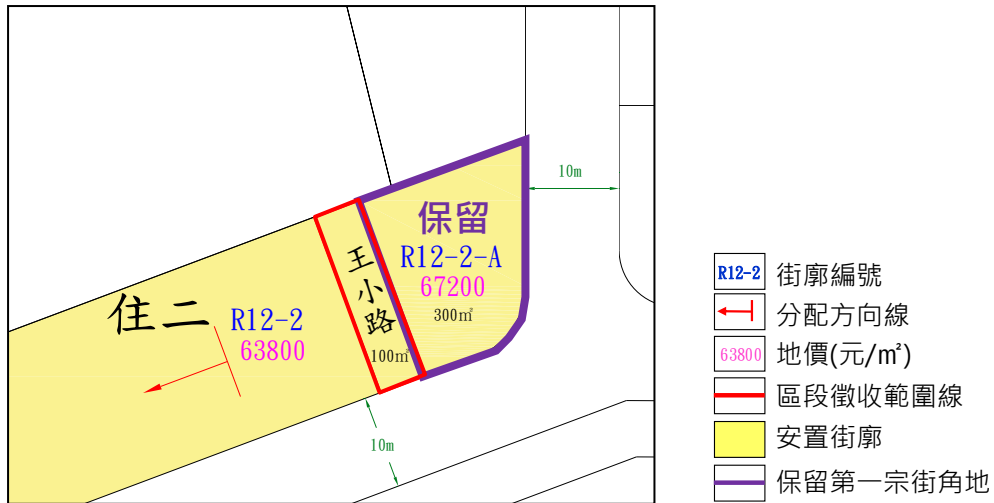 10m
保留
R12-2-A
67200
300㎡
王小路
100㎡
住二
R12-2
63800
10m
R12-2 街廓編號
分配方向線
63800 地價(元/㎡)
區段徵收範圍線
安置街廓
保留第一宗街角地